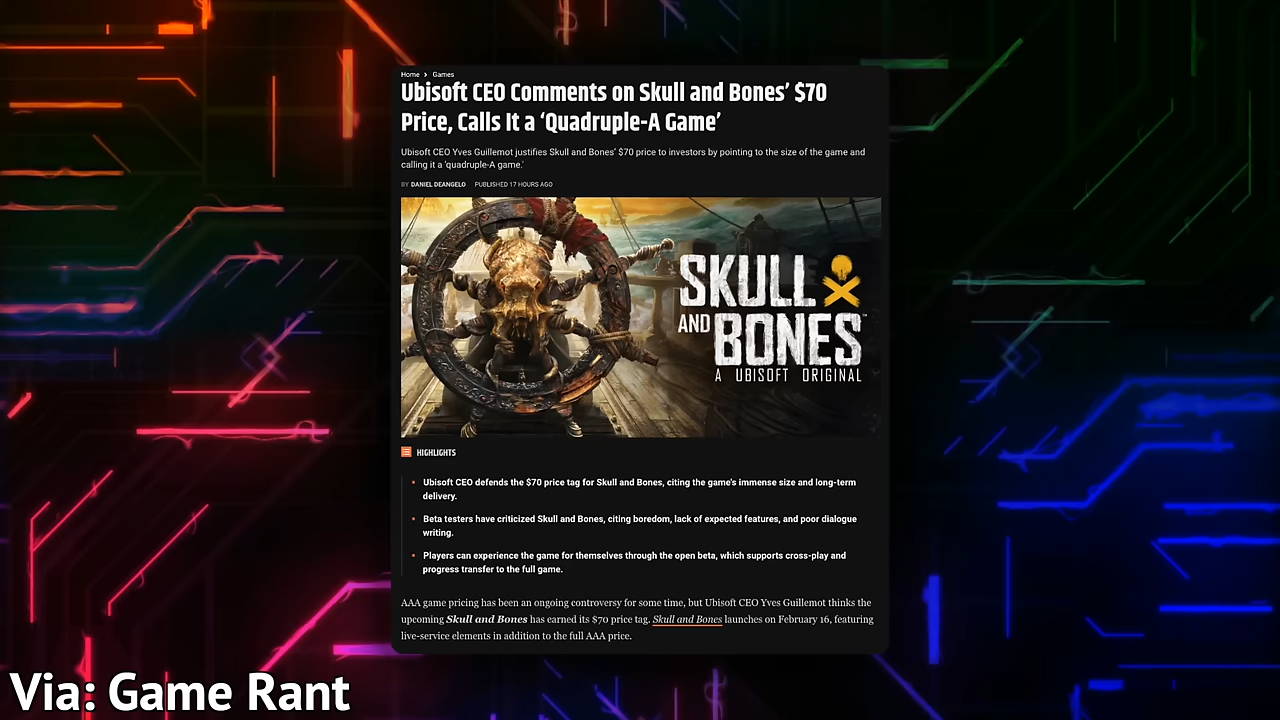 Home > Games
Ubisoft CEO Comments on Skull and Bones’ $70
Price, Calls It a ‘Quadruple-A Game’
Ubisoft CEO Yves Guillemot justifies Skull and Bones' $70 price to investors by pointing to the size of the game and
calling it a 'quadruple-A game.'
BY DANIEL DEANGELO PUBLISHED 17 HOURS AGO
SKULL
AND BONES™
A UBISOFT ORIGINAL
HIGHLIGHTS
• Ubisoft CEO defends the $70 price tag for Skull and Bones, citing the game's immense size and long-term
delivery.
• Beta testers have criticized Skull and Bones, citing boredom, lack of expected features, and poor dialogue
writing.
• Players can experience the game for themselves through the open beta, which supports cross-play and
progress transfer to the full game.
AAA game pricing has been an ongoing controversy for some time, but Ubisoft CEO Yves Guillemot thinks the
upcoming Skull and Bones has earned its $70 price tag. Skull and Bones launches on February 16, featuring
live-service elements in addition to the full AAA price.
Via: Game Rant